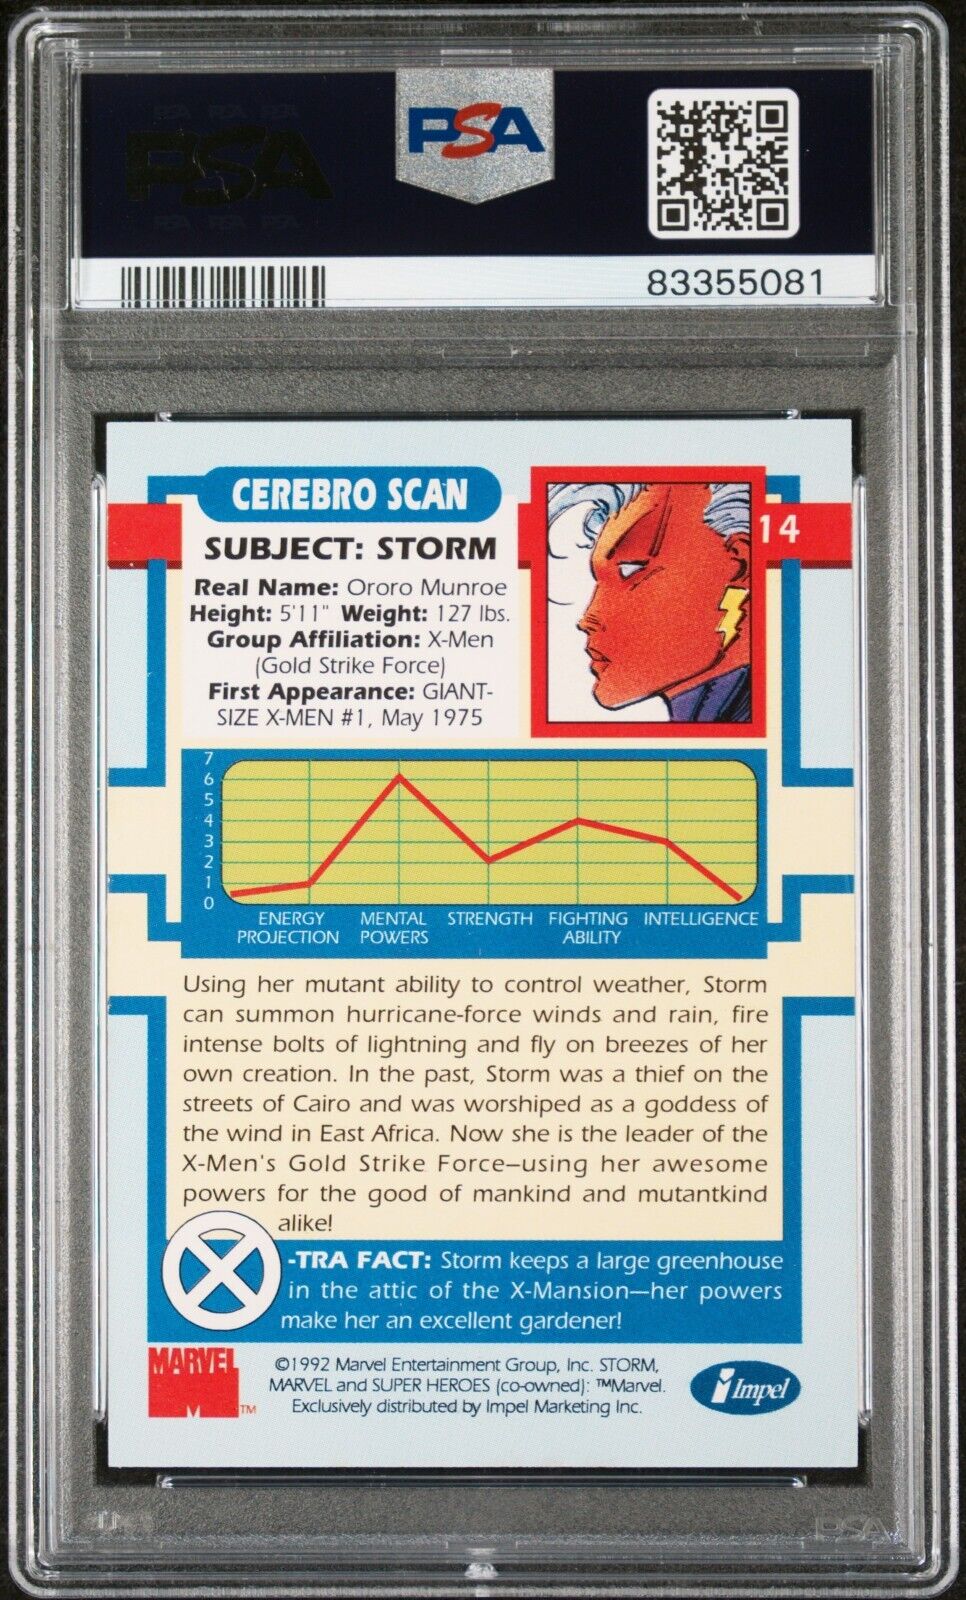 PSA
PSA
83355081
CEREBRO SCAN
14
SUBJECT: STORM
Real Name: Ororo Munroe
Height: 5'11" Weight: 127 lbs.
Group Affiliation: X-Men
(Gold Strike Force)
First Appearance: GIANT-
SIZE X-MEN #1, May 1975
7
6
5
4
3
2
1
0
ENERGY
PROJECTION
MENTAL
POWERS
STRENGTH
FIGHTING
ABILITY
INTELLIGENCE
Using her mutant ability to control weather, Storm
can summon hurricane-force winds and rain, fire
intense bolts of lightning and fly on breezes of her
own creation. In the past, Storm was a thief on the
streets of Cairo and was worshiped as a goddess of
the wind in East Africa. Now she is the leader of the
X-Men's Gold Strike Force—using her awesome
powers for the good of mankind and mutantkind
alike!
X-TRA FACT: Storm keeps a large greenhouse
in the attic of the X-Mansion—her powers
make her an excellent gardener!
MARVEL
M TM
©1992 Marvel Entertainment Group, Inc. STORM,
MARVEL and SUPER HEROES (co-owned): ™Marvel.
Exclusively distributed by Impel Marketing Inc.
Impel
PSA